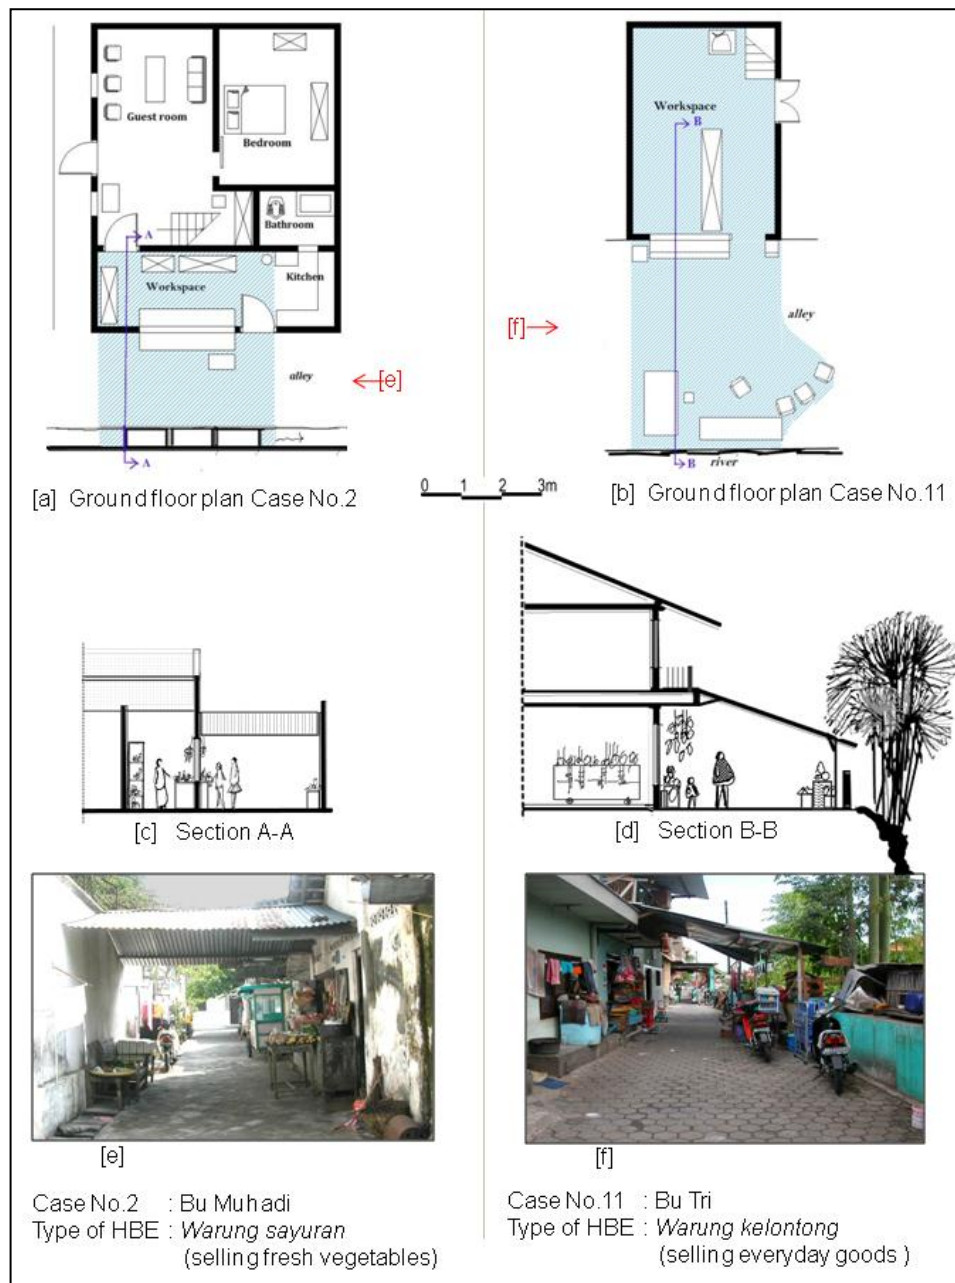 Guest room
Bedroom
Bathroom
A
Workspace
Kitchen
alley
[e]
A
[a] Ground floor plan Case No.2
Workspace
B
[f]
alley
B
river
[b] Ground floor plan Case No.11
0 1 2 3m
[c] Section A-A
[d] Section B-B
[e]
[f]
Case No.2 : Bu Muhadi
Type of HBE : Warung sayuran
(selling fresh vegetables)
Case No.11 : Bu Tri
Type of HBE : Warung kelontong
(selling everyday goods )